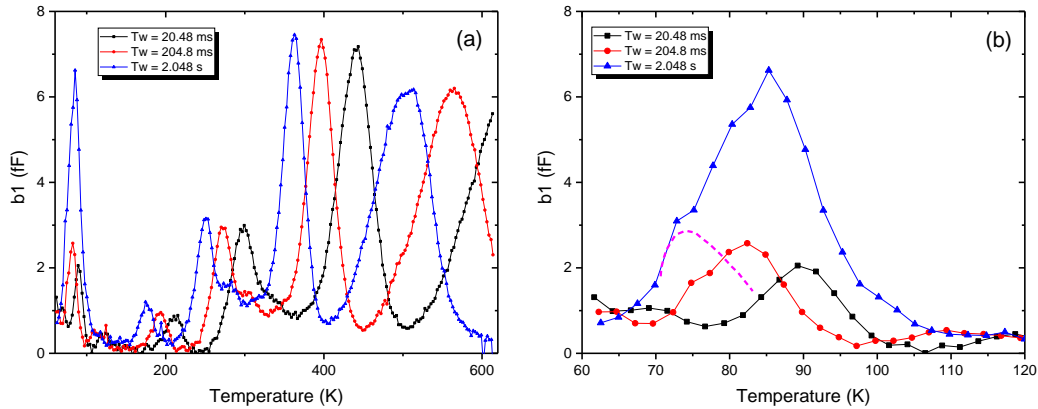 Tw = 20.48 ms
Tw = 204.8 ms
Tw = 2.048 s
(a)
b1 (fF)
8
6
4
2
0
200 400 600
Temperature (K)
Tw = 20.48 ms
Tw = 204.8 ms
Tw = 2.048 s
(b)
b1 (fF)
8
6
4
2
0
60 70 80 90 100 110 120
Temperature (K)